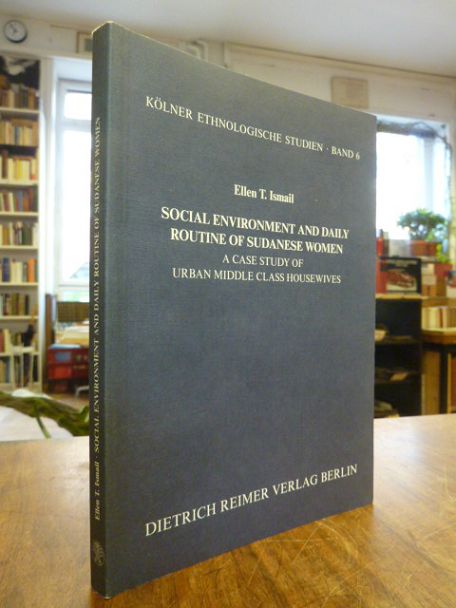 KÖLNER ETHNOLOGISCHE STUDIEN · BAND 6
Ellen T. Ismail
SOCIAL ENVIRONMENT AND DAILY
ROUTINE OF SUDANESE WOMEN
A CASE STUDY OF
URBAN MIDDLE CLASS HOUSEWIVES
DIETRICH REIMER VERLAG BERLIN
Ellen T. Ismail · SOCIAL ENVIRONMENT AND DAILY ROUTINE OF SUDANESE WOMEN